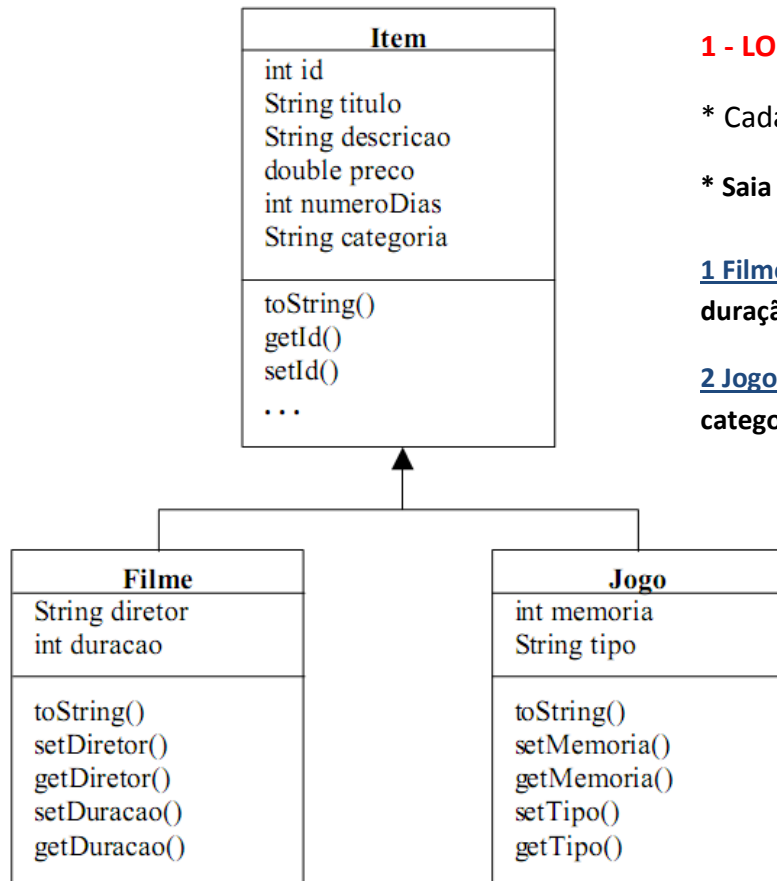 Item
int id
String titulo
String descricao
double preco
int numeroDias
String categoria
toString()
getId()
setId()
. . .
1 - LO
* Cada
* Saia
1 Filme
duraçã
2 Jogo
catego
Filme
String diretor
int duracao
toString()
setDiretor()
getDiretor()
setDuracao()
getDuracao()
Jogo
int memoria
String tipo
toString()
setMemoria()
getMemoria()
setTipo()
getTipo()